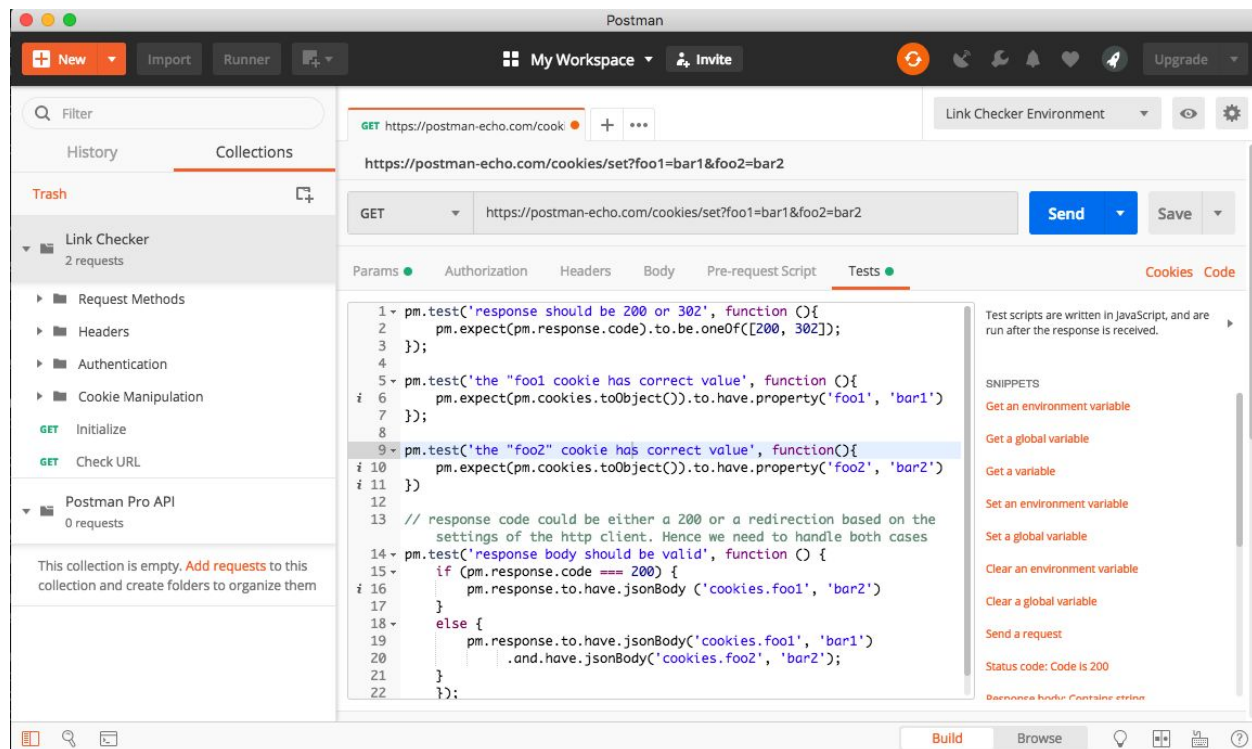 Postman
New
Import
Runner
My Workspace
Invite
Upgrade
Filter
History Collections
Trash
Link Checker
2 requests
Request Methods
Headers
Authentication
Cookie Manipulation
GET Initialize
GET Check URL
Postman Pro API
0 requests
This collection is empty. Add requests to this
collection and create folders to organize them
GET https://postman-echo.com/cook
Link Checker Environment
https://postman-echo.com/cookies/set?foo1=bar1&foo2=bar2
GET https://postman-echo.com/cookies/set?foo1=bar1&foo2=bar2 Send Save
Params Authorization Headers Body Pre-request Script Tests Cookies Code
1 pm.test('response should be 200 or 302', function (){
2 pm.expect(pm.response.code).to.be.oneOf([200, 302]);
3 });
4
5 pm.test('the "foo1 cookie has correct value', function (){
i 6 pm.expect(pm.cookies.toObject()).to.have.property('foo1', 'bar1')
7 });
8
9 pm.test('the "foo2" cookie has correct value', function(){
i 10 pm.expect(pm.cookies.toObject()).to.have.property('foo2', 'bar2')
i 11 })
12
13 // response code could be either a 200 or a redirection based on the
settings of the http client. Hence we need to handle both cases
14 pm.test('response body should be valid', function () {
15 if (pm.response.code === 200) {
i 16 pm.response.to.have.jsonBody ('cookies.foo1', 'bar2')
17 }
18 else {
19 pm.response.to.have.jsonBody('cookies.foo1', 'bar1')
20 .and.have.jsonBody('cookies.foo2', 'bar2');
21 }
22 });
Test scripts are written in JavaScript, and are
run after the response is received.
SNIPPETS
Get an environment variable
Get a global variable
Get a variable
Set an environment variable
Set a global variable
Clear an environment variable
Clear a global variable
Send a request
Status code: Code is 200
Response body: Contains string
Build Browse